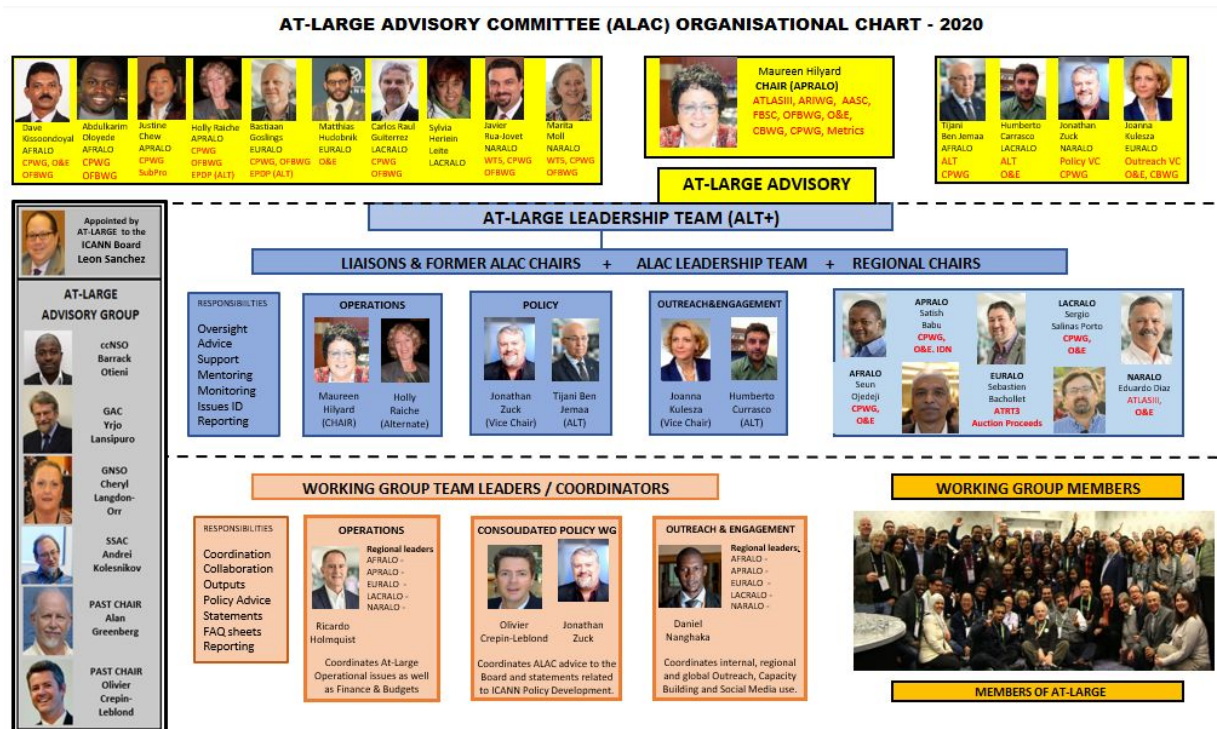 AT-LARGE ADVISORY COMMITTEE (ALAC) ORGANISATIONAL CHART - 2020
Dave
Kissoondoyal
AFRALO
CPWG, O&E
OFBWG
Abdulkarim
Oloyede
AFRALO
CPWG
OFBWG
Justine
Chew
APRALO
CPWG
SubPro
Holly Raiche
APRALO
CPWG
OFBWG
EPDP (ALT)
Bastiaan
Goslings
EURALO
CPWG, OFBWG
EPDP (ALT)
Matthias
Hudobnik
EURALO
O&E
Carlos Raul
Guiterrez
LACRALO
CPWG
OFBWG
Sylvia
Herlein
Leite
LACRALO
Javier
Rua-Jovet
NARALO
WT5, CPWG
OFBWG
Marita
Moll
NARALO
WT5, CPWG
OFBWG
Maureen Hilyard
CHAIR (APRALO)
ATLASIII, ARIWG, AASC,
FBSC, OFBWG, O&E,
CBWG, CPWG, Metrics
Tijani
Ben Jemaa
AFRALO
ALT
CPWG
Humberto
Carrasco
LACRALO
ALT
O&E
Jonathan
Zuck
NARALO
Policy VC
CPWG
Joanna
Kulesza
EURALO
Outreach VC
O&E, CBWG
AT-LARGE ADVISORY
Appointed by
AT-LARGE to the
ICANN Board
Leon Sanchez
AT-LARGE
ADVISORY GROUP
ccNSO
Barrack
Otieni
GAC
Yrjo
Lansipuro
GNSO
Cheryl
Langdon-
Orr
SSAC
Andrei
Kolesnikov
PAST CHAIR
Alan
Greenberg
PAST CHAIR
Olivier
Crepin-
Leblond
AT-LARGE LEADERSHIP TEAM (ALT+)
LIAISONS & FORMER ALAC CHAIRS + ALAC LEADERSHIP TEAM + REGIONAL CHAIRS
RESPONSIBILTIES
Oversight
Advice
Support
Mentoring
Monitoring
Issues ID
Reporting
OPERATIONS
Maureen
Hilyard
(CHAIR)
Holly
Raiche
(Alternate)
POLICY
Jonathan
Zuck
(Vice Chair)
Tijani Ben
Jemaa
(ALT)
OUTREACH&ENGAGEMENT
Joanna
Kulesza
(Vice Chair)
Humberto
Currasco
(ALT)
APRALO
Satish
Babu
CPWG,
O&E, IDN
LACRALO
Sergio
Salinas Porto
CPWG,
O&E
AFRALO
Seun
Ojedeji
CPWG,
O&E
EURALO
Sebastien
Bachollet
ATRT3
Auction Proceeds
NARALO
Eduardo Diaz
ATLASIII,
O&E
WORKING GROUP TEAM LEADERS / COORDINATORS
RESPONSIBILITIES
Coordination
Collaboration
Outputs
Policy Advice
Statements
FAQ sheets
Reporting
OPERATIONS
Regional leaders
AFRALO -
APRALO -
EURALO -
LACRALO -
NARALO -
Ricardo
Holmquist
Coordinates At-Large
Operational issues as well
as Finance & Budgets
CONSOLIDATED POLICY WG
Olivier
Crepin-Leblond
Jonathan
Zuck
Coordinates ALAC advice to the
Board and statements related
to ICANN Policy Development.
OUTREACH & ENGAGEMENT
Regional leaders;
AFRALO -
APRALO -
EURALO -
LACRALO -
NARALO -
Daniel
Nanghaka
Coordinates internal, regional
and global Outreach, Capacity
Building and Social Media use.
WORKING GROUP MEMBERS
MEMBERS OF AT-LARGE